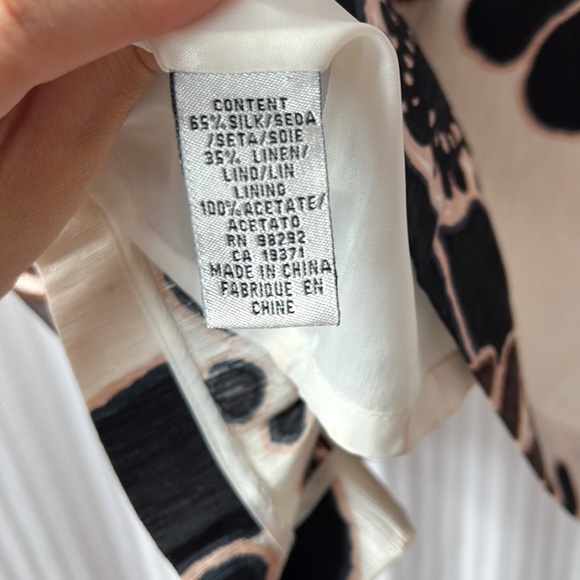 CONTENT
65% SILK/SEDA
/SETA/SOIE
35% LINEN/
LINO/LIN
LINING
100% ACETATE/
ACETATO
RN 98292
CA 19371
MADE IN CHINA
FABRIQUE EN
CHINE